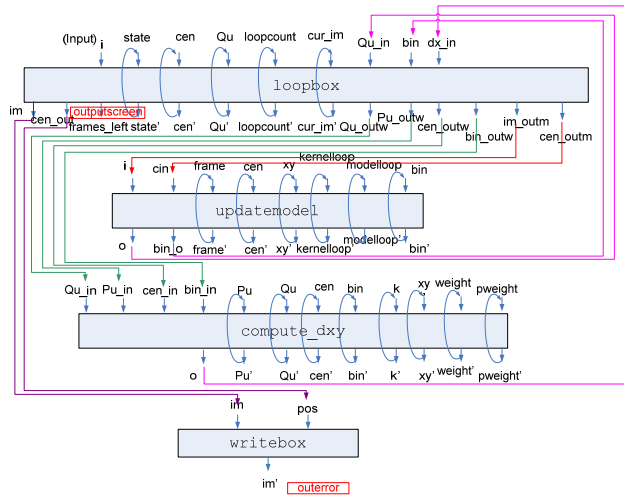 (Input) i state cen Qu loopcount cur_im Qu_in bin dx_in
loopbox
im cen_out outputscreen
frames_left state' cen' Qu' loopcount' cur_im' Qu_outw Pu_outw cen_outw bin_outw im_outm cen_outm
i cin frame cen xy kernelloop modelloop bin
updatemodel
o bin_o frame' cen' xy' kernelloop' modelloop' bin'
Qu_in Pu_in cen_in bin_in Pu Qu cen bin k xy weight pweight
compute_dxy
o Pu' Qu' cen' bin' k' xy' weight' pweight'
im pos
writebox
im' outerror